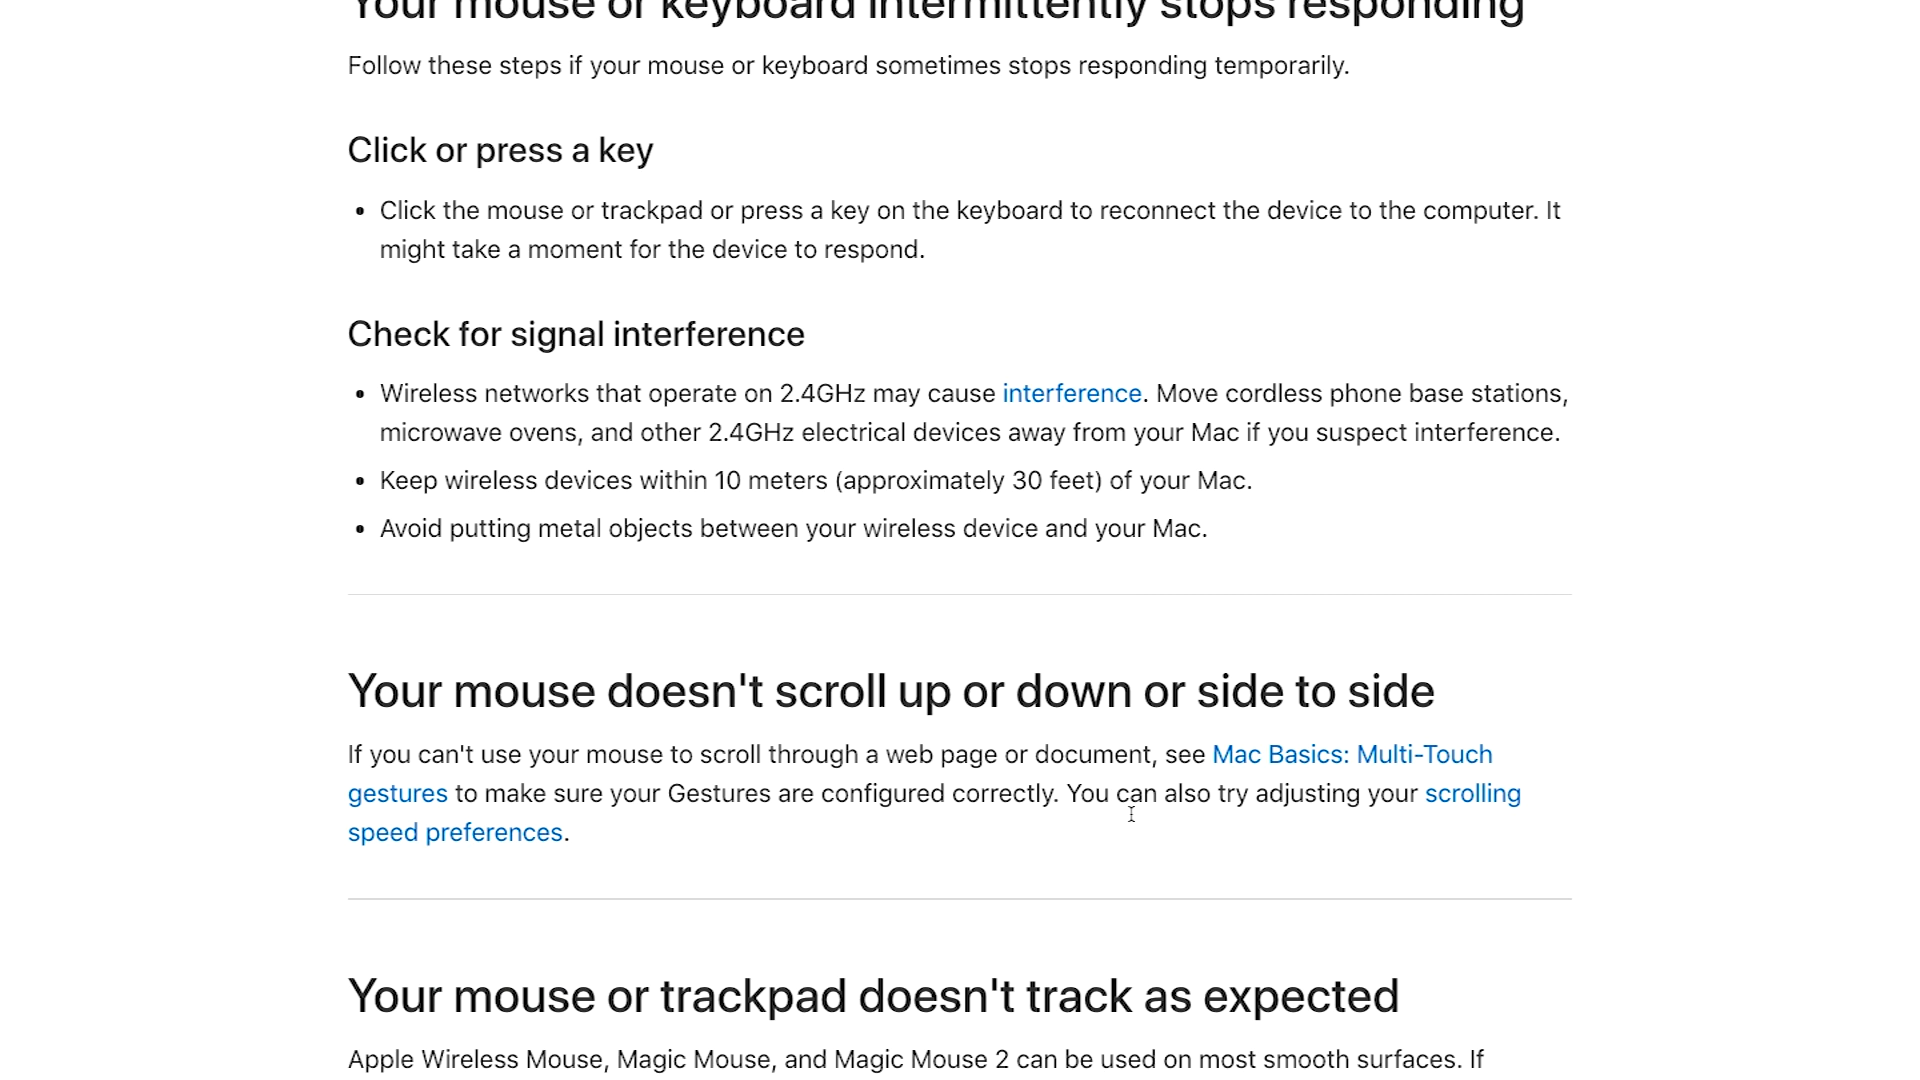 Your mouse or keyboard intermittently stops responding
Follow these steps if your mouse or keyboard sometimes stops responding temporarily.
Click or press a key
• Click the mouse or trackpad or press a key on the keyboard to reconnect the device to the computer. It
might take a moment for the device to respond.
Check for signal interference
• Wireless networks that operate on 2.4GHz may cause interference. Move cordless phone base stations,
microwave ovens, and other 2.4GHz electrical devices away from your Mac if you suspect interference.
• Keep wireless devices within 10 meters (approximately 30 feet) of your Mac.
• Avoid putting metal objects between your wireless device and your Mac.
Your mouse doesn't scroll up or down or side to side
If you can't use your mouse to scroll through a web page or document, see Mac Basics: Multi-Touch
gestures to make sure your Gestures are configured correctly. You can also try adjusting your scrolling
speed preferences.
Your mouse or trackpad doesn't track as expected
Apple Wireless Mouse, Magic Mouse, and Magic Mouse 2 can be used on most smooth surfaces. If